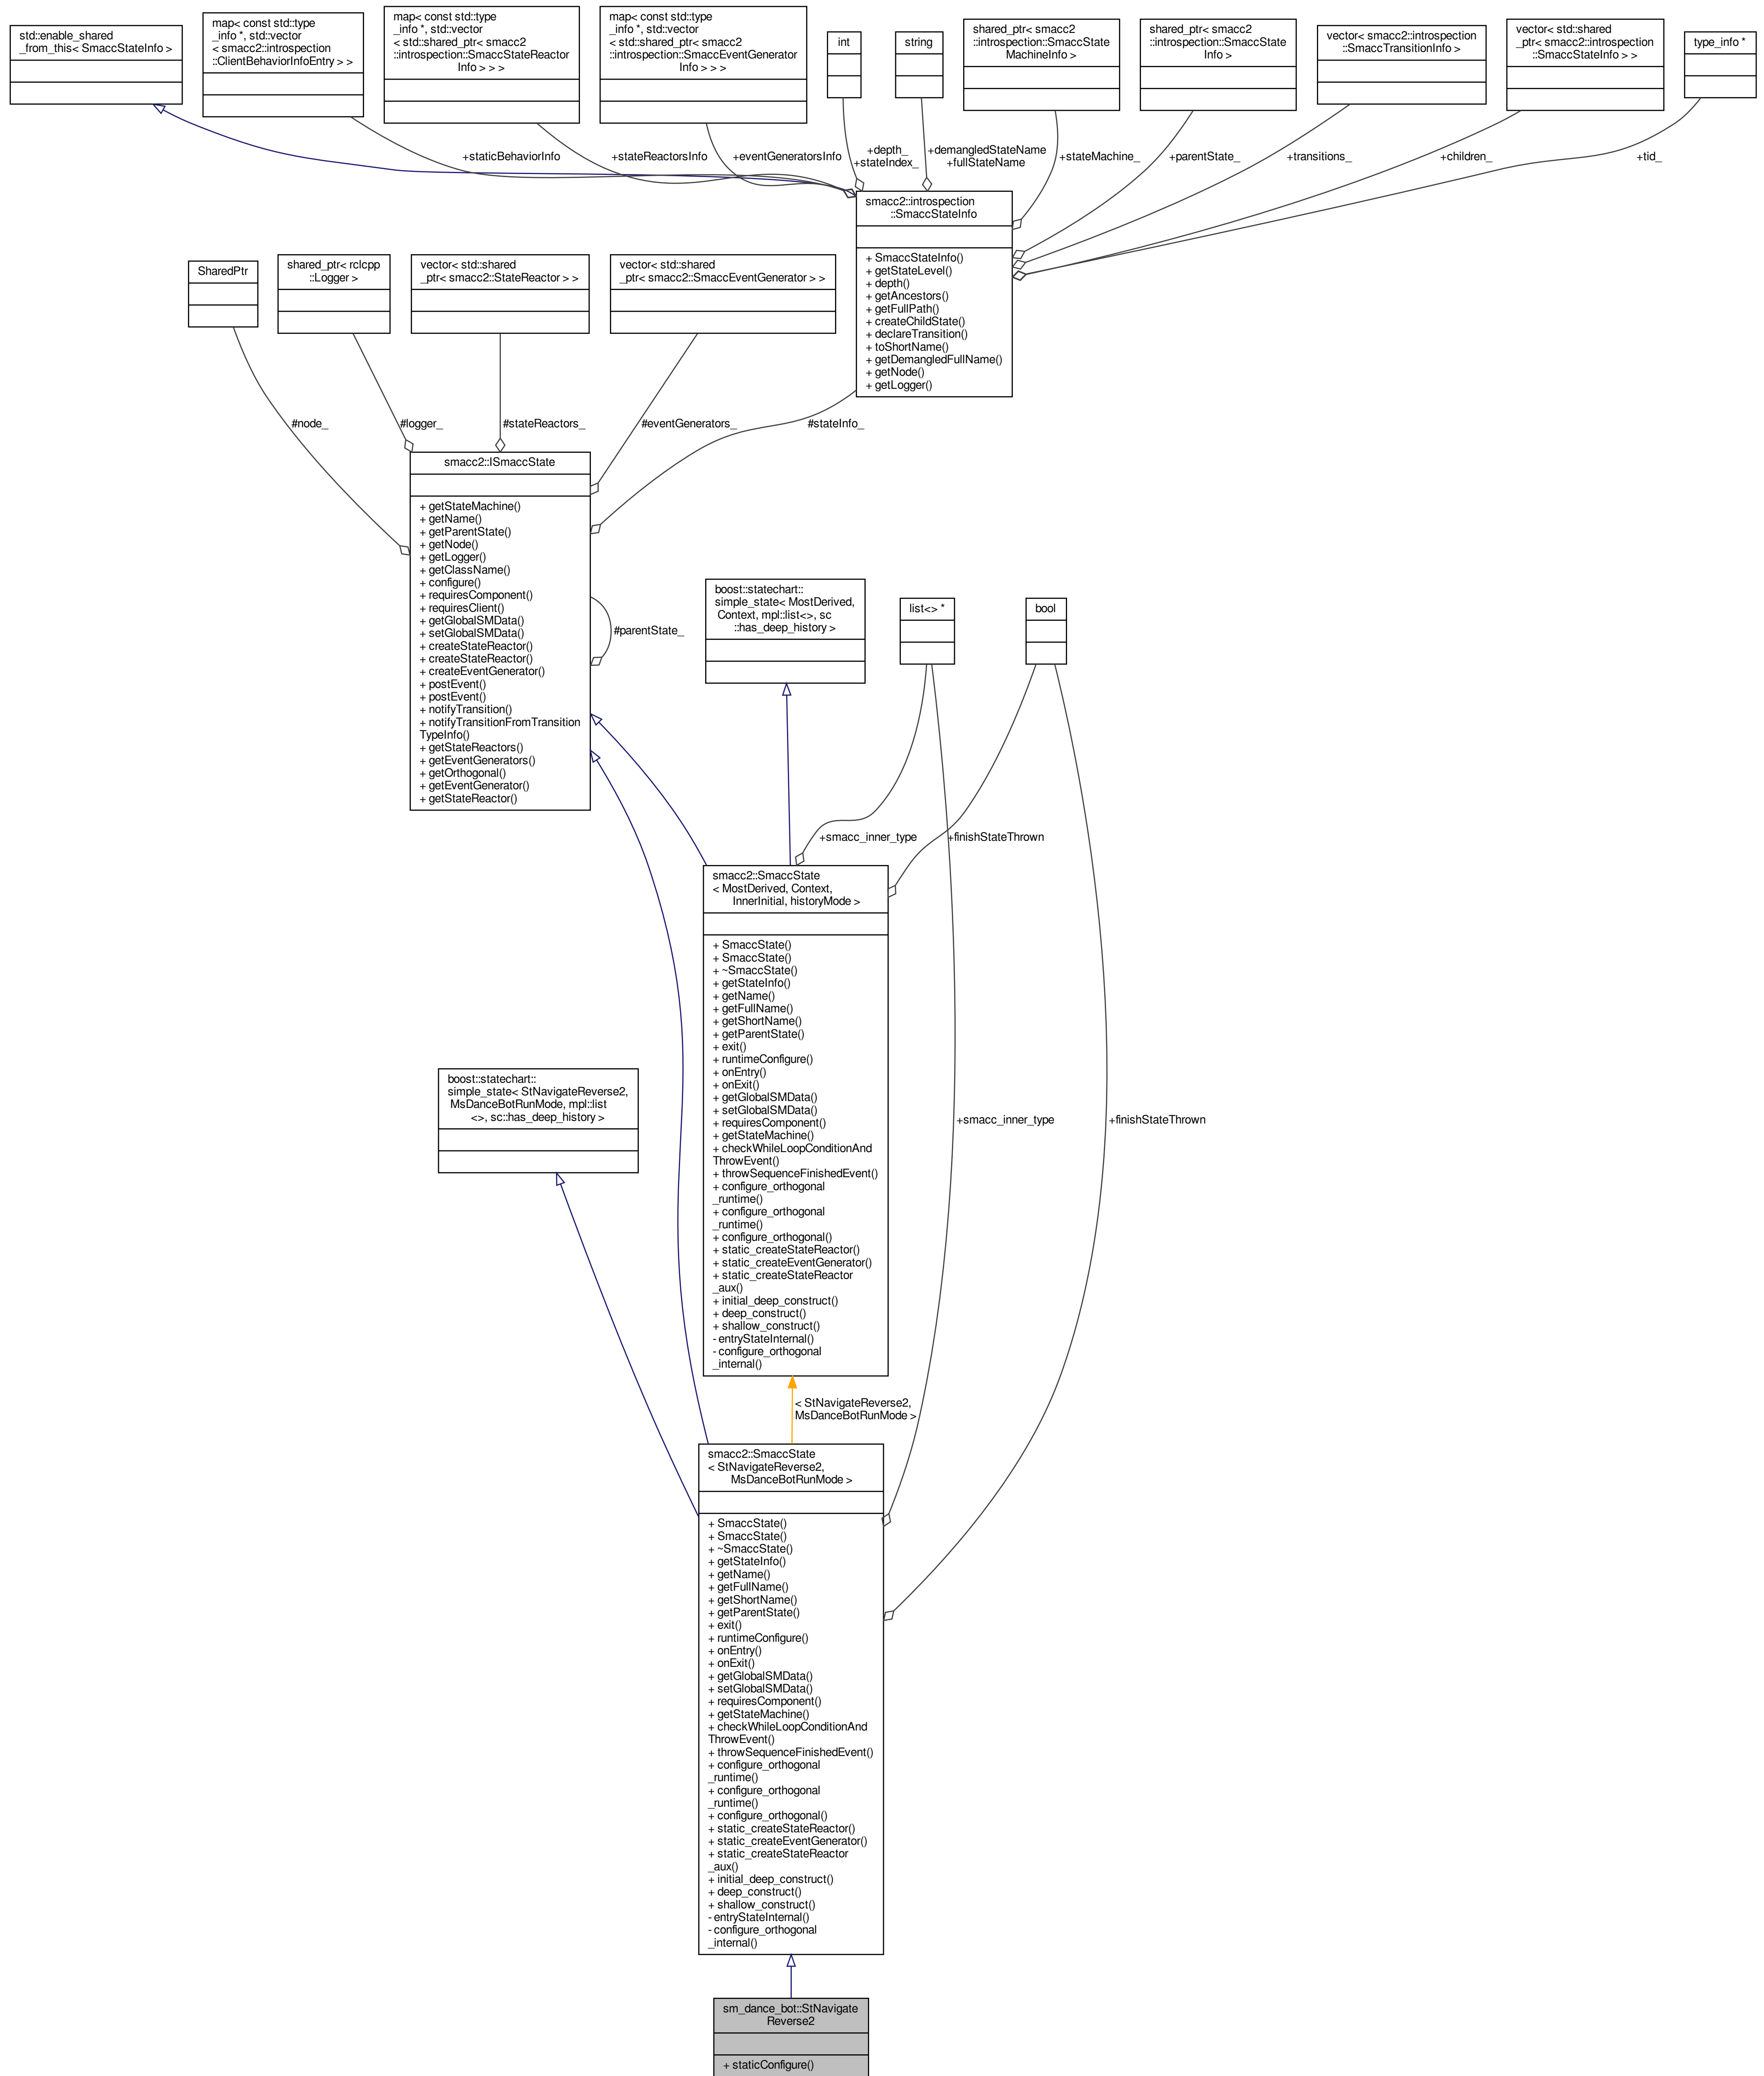 std::enable_shared
_from_this< SmaccStateInfo >
map< const std::type
_info *, std::vector
< smacc2::introspection
::ClientBehaviorInfoEntry > >
map< const std::type
_info *, std::vector
< std::shared_ptr< smacc2
::introspection::SmaccStateReactor
Info > > >
map< const std::type
_info *, std::vector
< std::shared_ptr< smacc2
::introspection::SmaccEventGenerator
Info > > >
int
string
shared_ptr< smacc2
::introspection::SmaccState
MachineInfo >
shared_ptr< smacc2
::introspection::SmaccState
Info >
vector< smacc2::introspection
::SmaccTransitionInfo >
vector< std::shared
_ptr< smacc2::introspection
::SmaccStateInfo > >
type_info *
+staticBehaviorInfo
+stateReactorsInfo
+eventGeneratorsInfo
+depth_
+stateIndex_
+demangledStateName
+fullStateName
+stateMachine_
+parentState_
+transitions_
+children_
+tid_
smacc2::introspection
::SmaccStateInfo
+ SmaccStateInfo()
+ getStateLevel()
+ depth()
+ getAncestors()
+ getFullPath()
+ createChildState()
+ declareTransition()
+ toShortName()
+ getDemangledFullName()
+ getNode()
+ getLogger()
SharedPtr
shared_ptr< rclcpp
::Logger >
vector< std::shared
_ptr< smacc2::StateReactor > >
vector< std::shared
_ptr< smacc2::SmaccEventGenerator > >
#node_
#logger_
#stateReactors_
#eventGenerators_
#stateInfo_
smacc2::ISmaccState
+ getStateMachine()
+ getName()
+ getParentState()
+ getNode()
+ getLogger()
+ getClassName()
+ configure()
+ requiresComponent()
+ requiresClient()
+ getGlobalSMData()
+ setGlobalSMData()
+ createStateReactor()
+ createStateReactor()
+ createEventGenerator()
+ postEvent()
+ postEvent()
+ notifyTransition()
+ notifyTransitionFromTransition
TypeInfo()
+ getStateReactors()
+ getEventGenerators()
+ getOrthogonal()
+ getEventGenerator()
+ getStateReactor()
#parentState_
boost::statechart::
simple_state< MostDerived,
Context, mpl::list<>, sc
::has_deep_history >
list<> *
bool
+smacc_inner_type
+finishStateThrown
smacc2::SmaccState
< MostDerived, Context,
InnerInitial, historyMode >
+ SmaccState()
+ SmaccState()
+ ~SmaccState()
+ getStateInfo()
+ getName()
+ getFullName()
+ getShortName()
+ getParentState()
+ exit()
+ runtimeConfigure()
+ onEntry()
+ onExit()
+ getGlobalSMData()
+ setGlobalSMData()
+ requiresComponent()
+ getStateMachine()
+ checkWhileLoopConditionAnd
ThrowEvent()
+ throwSequenceFinishedEvent()
+ configure_orthogonal
_runtime()
+ configure_orthogonal
_runtime()
+ configure_orthogonal()
+ static_createStateReactor()
+ static_createEventGenerator()
+ static_createStateReactor
_aux()
+ initial_deep_construct()
+ deep_construct()
+ shallow_construct()
- entryStateInternal()
- configure_orthogonal
_internal()
boost::statechart::
simple_state< StNavigateReverse2,
MsDanceBotRunMode, mpl::list
<>, sc::has_deep_history >
+smacc_inner_type
+finishStateThrown
< StNavigateReverse2,
MsDanceBotRunMode >
smacc2::SmaccState
< StNavigateReverse2,
MsDanceBotRunMode >
+ SmaccState()
+ SmaccState()
+ ~SmaccState()
+ getStateInfo()
+ getName()
+ getFullName()
+ getShortName()
+ getParentState()
+ exit()
+ runtimeConfigure()
+ onEntry()
+ onExit()
+ getGlobalSMData()
+ setGlobalSMData()
+ requiresComponent()
+ getStateMachine()
+ checkWhileLoopConditionAnd
ThrowEvent()
+ throwSequenceFinishedEvent()
+ configure_orthogonal
_runtime()
+ configure_orthogonal
_runtime()
+ configure_orthogonal()
+ static_createStateReactor()
+ static_createEventGenerator()
+ static_createStateReactor
_aux()
+ initial_deep_construct()
+ deep_construct()
+ shallow_construct()
- entryStateInternal()
- configure_orthogonal
_internal()
sm_dance_bot::StNavigate
Reverse2
+ staticConfigure()